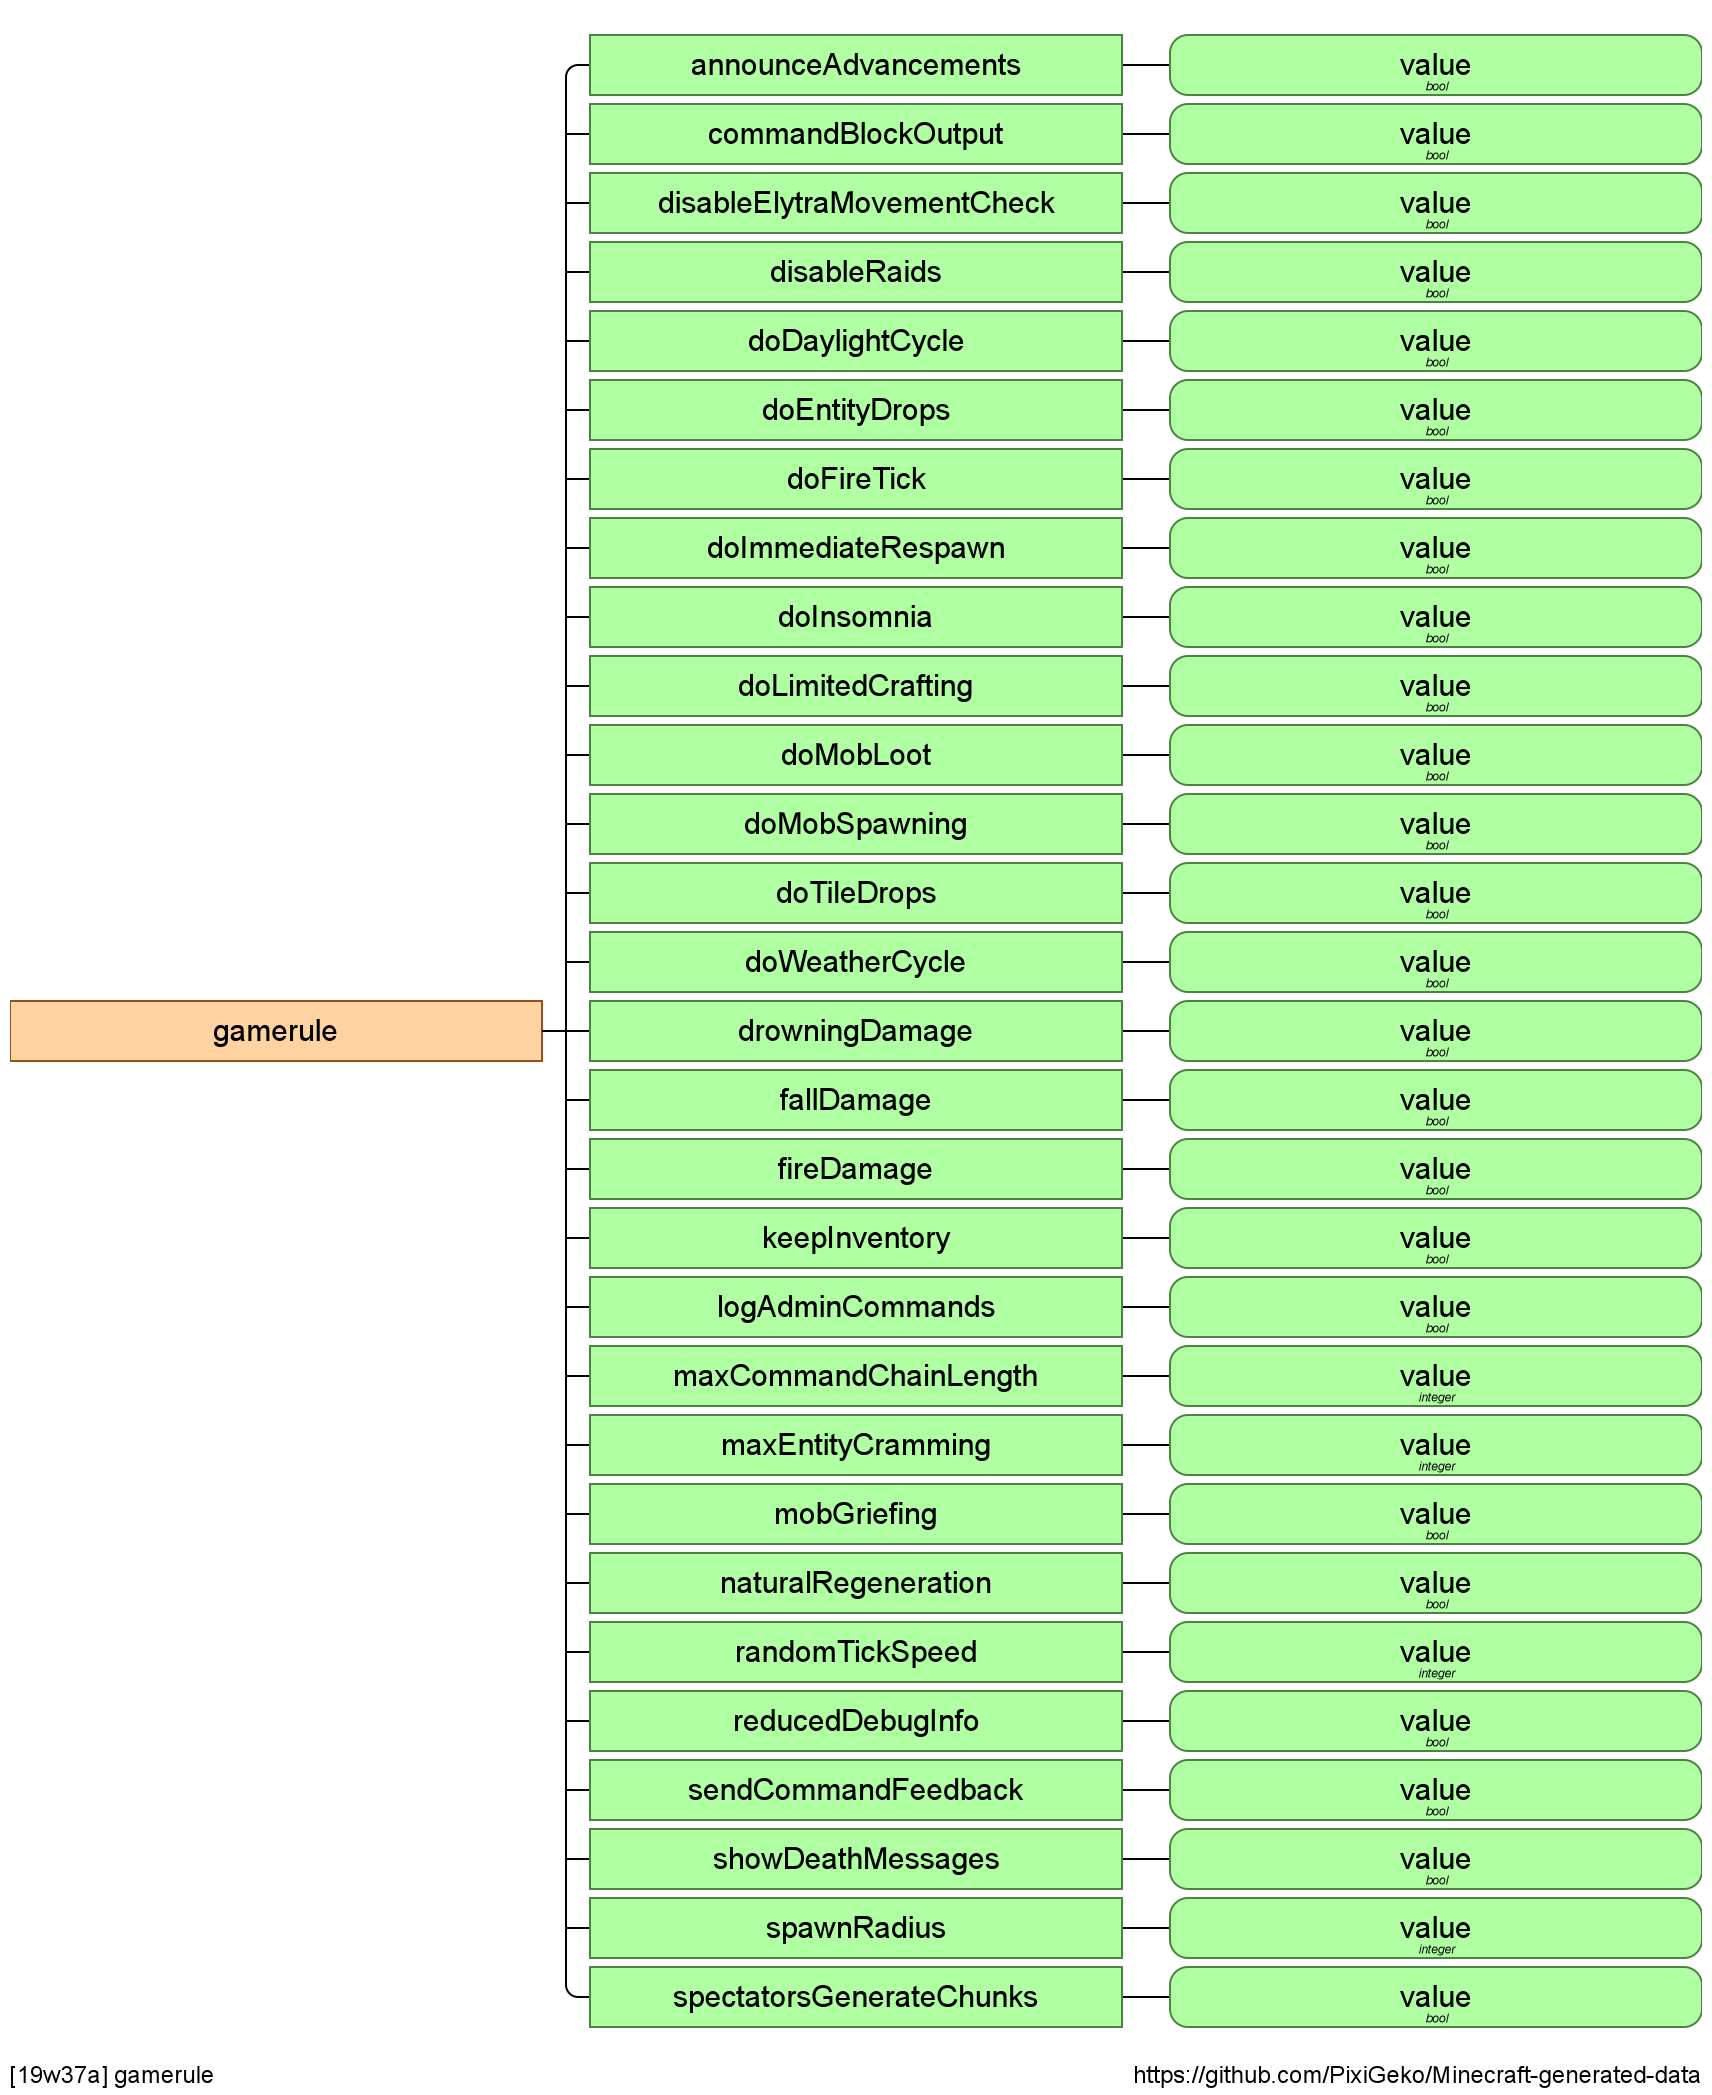 announceAdvancements
value
bool
commandBlockOutput
value
bool
disableElytraMovementCheck
value
bool
disableRaids
value
bool
doDaylightCycle
value
bool
doEntityDrops
value
bool
doFireTick
value
bool
doImmediateRespawn
value
bool
doInsomnia
value
bool
doLimitedCrafting
value
bool
doMobLoot
value
bool
doMobSpawning
value
bool
doTileDrops
value
bool
doWeatherCycle
value
bool
gamerule
drowningDamage
value
bool
fallDamage
value
bool
fireDamage
value
bool
keepInventory
value
bool
logAdminCommands
value
bool
maxCommandChainLength
value
integer
maxEntityCramming
value
integer
mobGriefing
value
bool
naturalRegeneration
value
bool
randomTickSpeed
value
integer
reducedDebugInfo
value
bool
sendCommandFeedback
value
bool
showDeathMessages
value
bool
spawnRadius
value
integer
spectatorsGenerateChunks
value
bool
[19w37a] gamerule
https://github.com/PixiGeko/Minecraft-generated-data